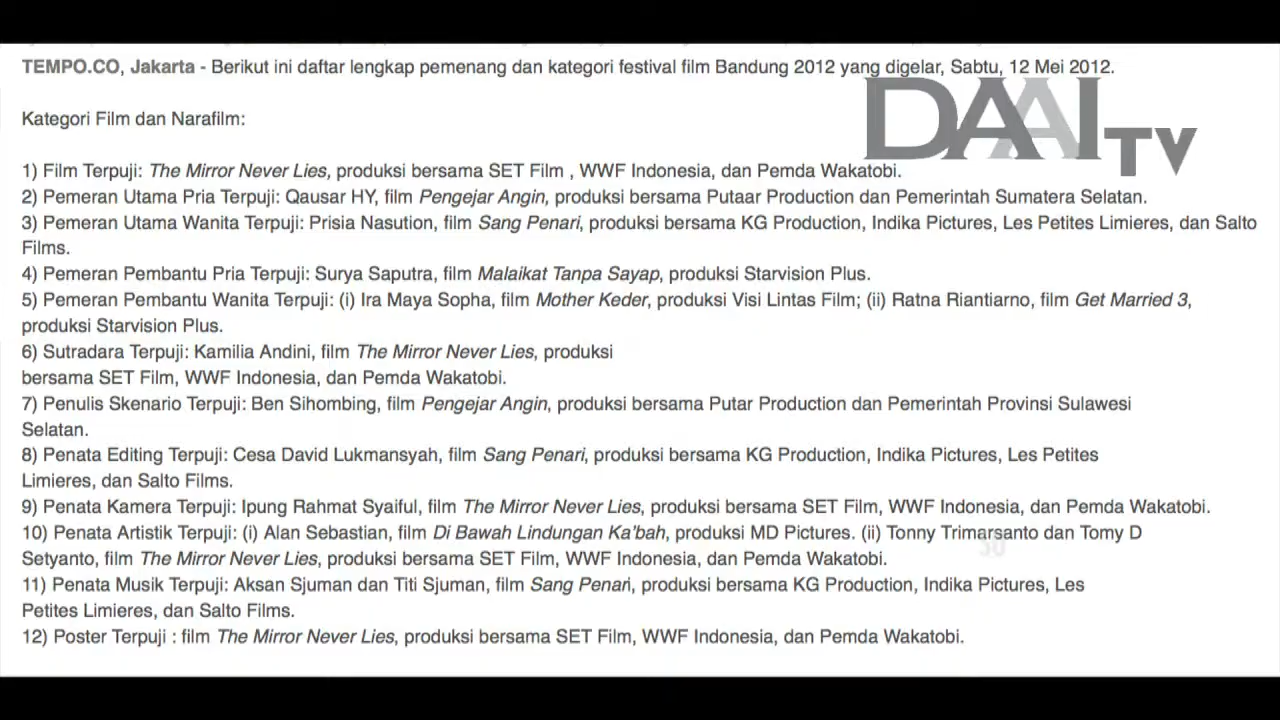 TEMPO.CO, Jakarta - Berikut ini daftar lengkap pemenang dan kategori festival film Bandung 2012 yang digelar, Sabtu, 12 Mei 2012.
DAAI TV
Kategori Film dan Narafilm:
1) Film Terpuji: The Mirror Never Lies, produksi bersama SET Film , WWF Indonesia, dan Pemda Wakatobi.
2) Pemeran Utama Pria Terpuji: Qausar HY, film Pengejar Angin, produksi bersama Putaar Production dan Pemerintah Sumatera Selatan.
3) Pemeran Utama Wanita Terpuji: Prisia Nasution, film Sang Penari, produksi bersama KG Production, Indika Pictures, Les Petites Limieres, dan Salto
Films.
4) Pemeran Pembantu Pria Terpuji: Surya Saputra, film Malaikat Tanpa Sayap, produksi Starvision Plus.
5) Pemeran Pembantu Wanita Terpuji: (i) Ira Maya Sopha, film Mother Keder, produksi Visi Lintas Film; (ii) Ratna Riantiarno, film Get Married 3,
produksi Starvision Plus.
6) Sutradara Terpuji: Kamilia Andini, film The Mirror Never Lies, produksi
bersama SET Film, WWF Indonesia, dan Pemda Wakatobi.
7) Penulis Skenario Terpuji: Ben Sihombing, film Pengejar Angin, produksi bersama Putar Production dan Pemerintah Provinsi Sulawesi
Selatan.
8) Penata Editing Terpuji: Cesa David Lukmansyah, film Sang Penari, produksi bersama KG Production, Indika Pictures, Les Petites
Limieres, dan Salto Films.
9) Penata Kamera Terpuji: Ipung Rahmat Syaiful, film The Mirror Never Lies, produksi bersama SET Film, WWF Indonesia, dan Pemda Wakatobi.
10) Penata Artistik Terpuji: (i) Alan Sebastian, film Di Bawah Lindungan Ka'bah, produksi MD Pictures. (ii) Tonny Trimarsanto dan Tomy D
Setyanto, film The Mirror Never Lies, produksi bersama SET Film, WWF Indonesia, dan Pemda Wakatobi.
11) Penata Musik Terpuji: Aksan Sjuman dan Titi Sjuman, film Sang Penari, produksi bersama KG Production, Indika Pictures, Les
Petites Limieres, dan Salto Films.
12) Poster Terpuji : film The Mirror Never Lies, produksi bersama SET Film, WWF Indonesia, dan Pemda Wakatobi.